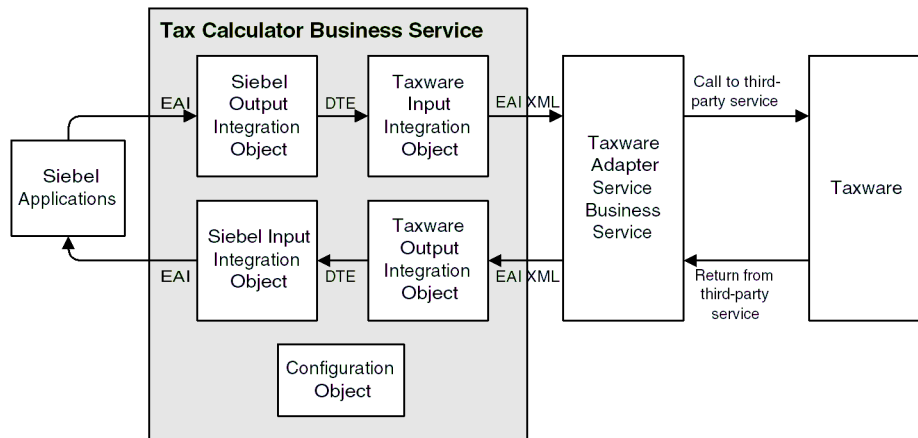 Tax Calculator Business Service
Siebel
Applications
EAI
Siebel
Output
Integration
Object
DTE
Taxware
Input
Integration
Object
EAI XML
Taxware
Adapter
Service
Business
Service
Call to third-
party service
Taxware
Return from
third-party
service
EAI XML
Taxware
Output
Integration
Object
DTE
Siebel Input
Integration
Object
EAI
Configuration
Object